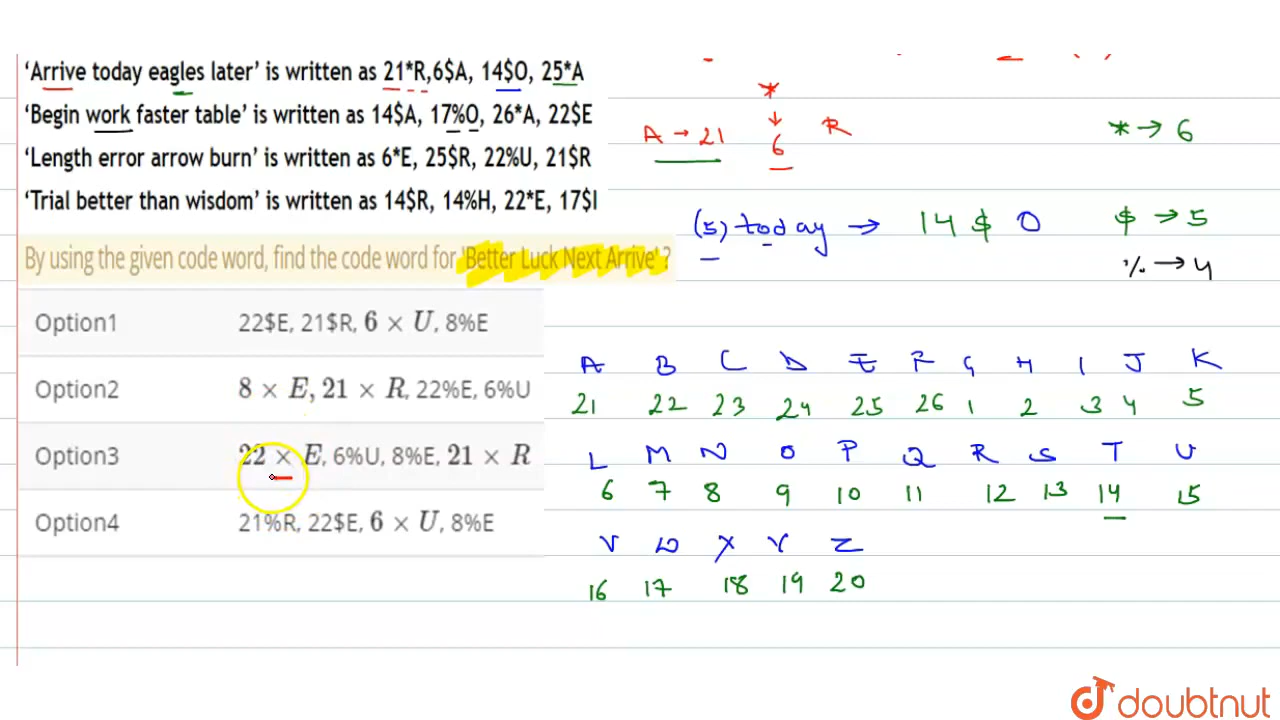 'Arrive today eagles later' is written as 21*R,6$A, 14$O, 25*A
'Begin work faster table' is written as 14$A, 17%O, 26*A, 22$E
'Length error arrow burn' is written as 6*E, 25$R, 22%U, 21$R
'Trial better than wisdom' is written as 14$R, 14%H, 22*E, 17$I
By using the given code word, find the code word for 'Better Luck Next Arrive' ?
Option1 22$E, 21$R, 6 × U, 8%E
Option2 8 × E, 21 × R, 22%E, 6%U
Option3 22 × E, 6%U, 8%E, 21 × R
Option4 21%R, 22$E, 6 × U, 8%E
*
↓
A → 21 6 R
* → 6
(5) today → 14 $ O
$ → 5
% → 4
A B C D E F G H I J K
21 22 23 24 25 26 1 2 3 4 5
L M N O P Q R S T U
6 7 8 9 10 11 12 13 14 15
V W X Y Z
16 17 18 19 20
doubtnut